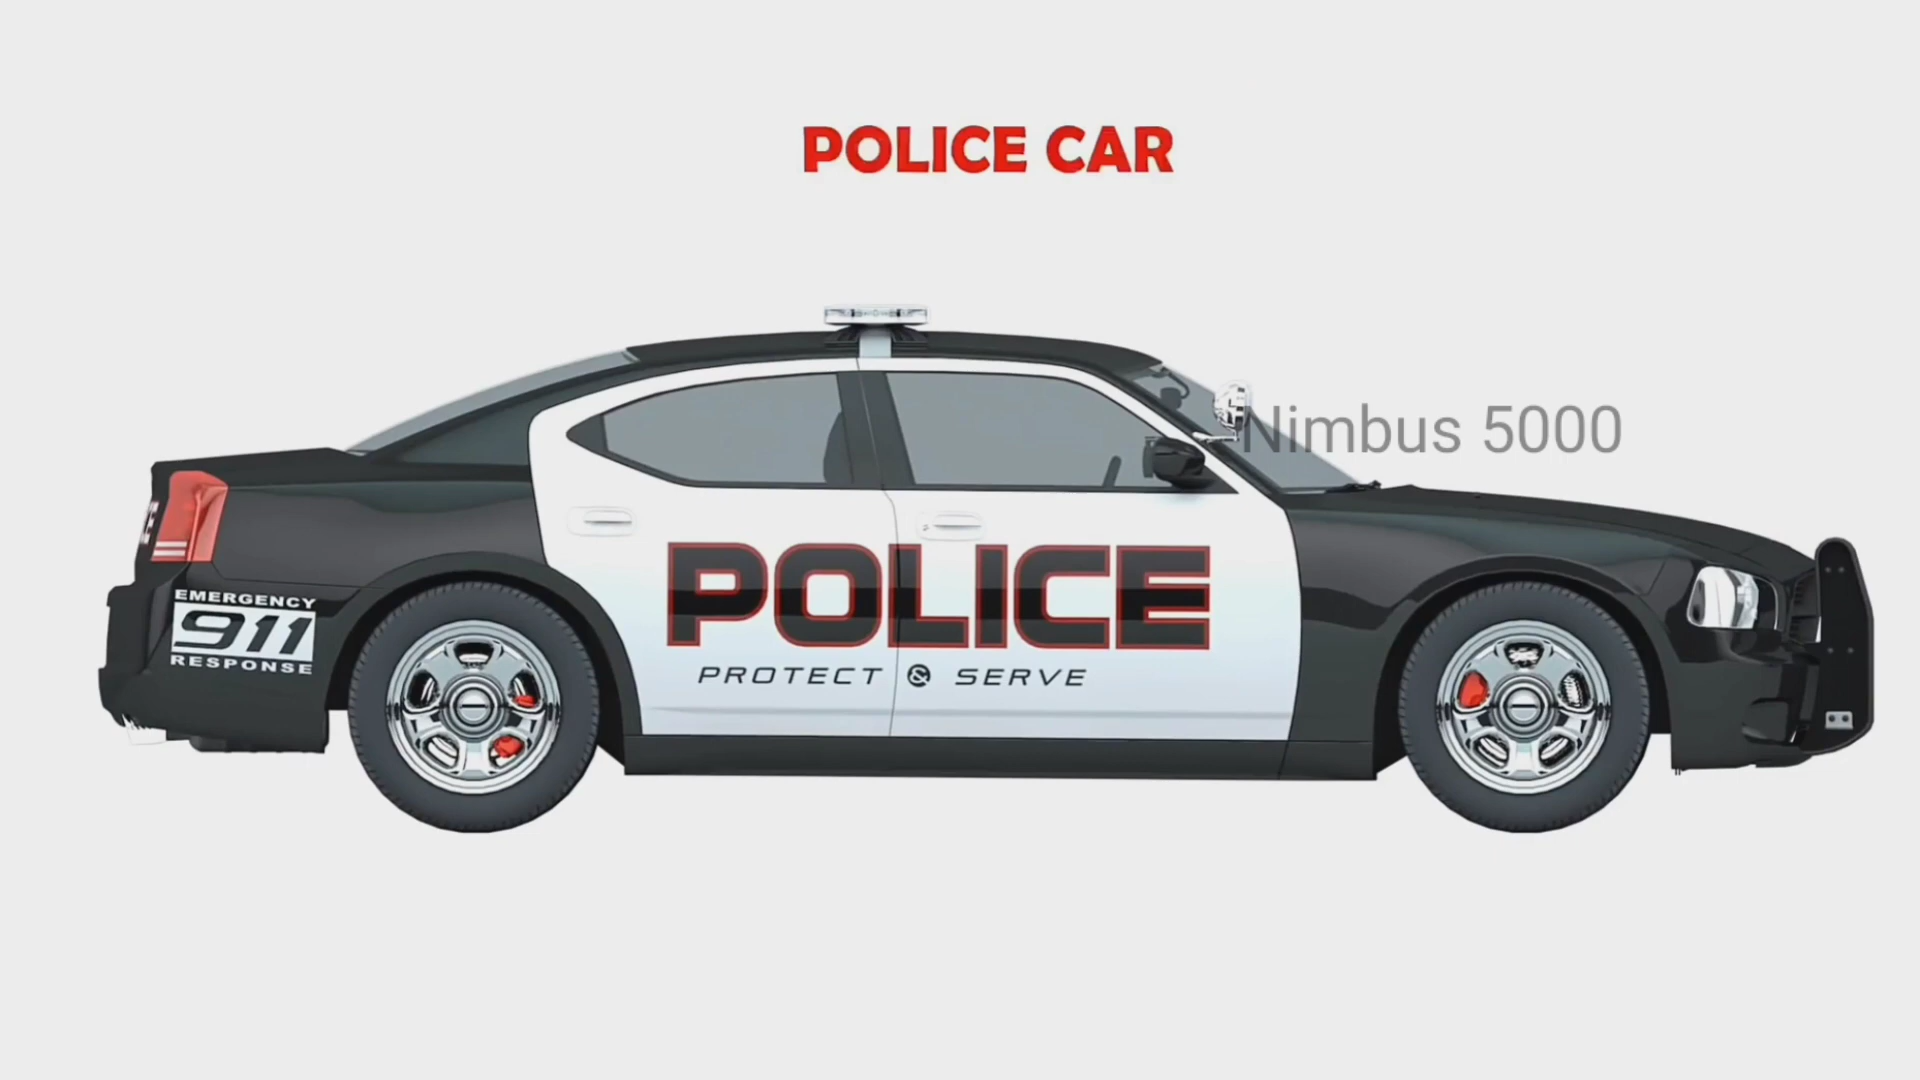 POLICE CAR
Nimbus 5000
POLICE
PROTECT & SERVE
EMERGENCY
911
RESPONSE